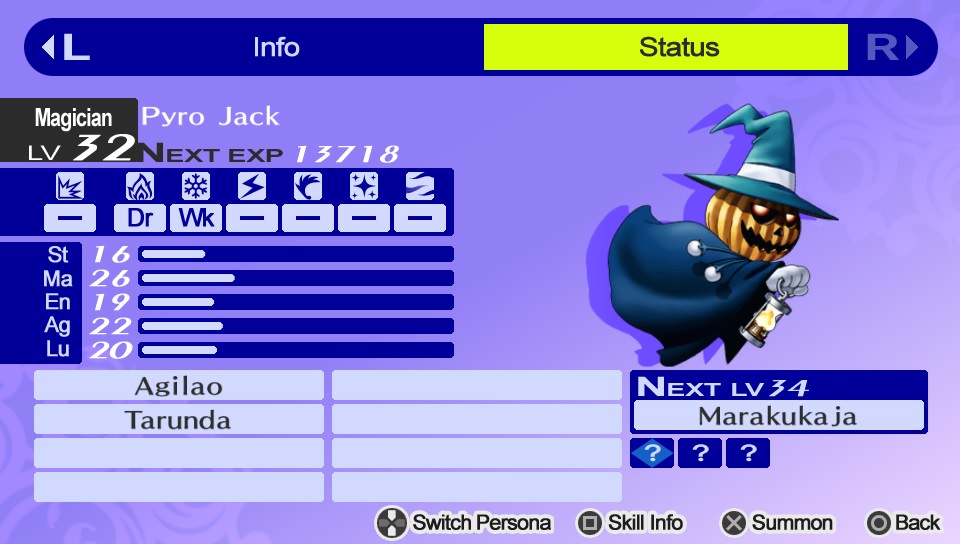 L Info Status R
Magician Pyro Jack
LV 32 NEXT EXP 13718
– Dr Wk – – – –
St 16
Ma 26
En 19
Ag 22
Lu 20
Agilao
Tarunda
NEXT LV 34
Marakukaja
? ? ?
Switch Persona Skill Info Summon Back